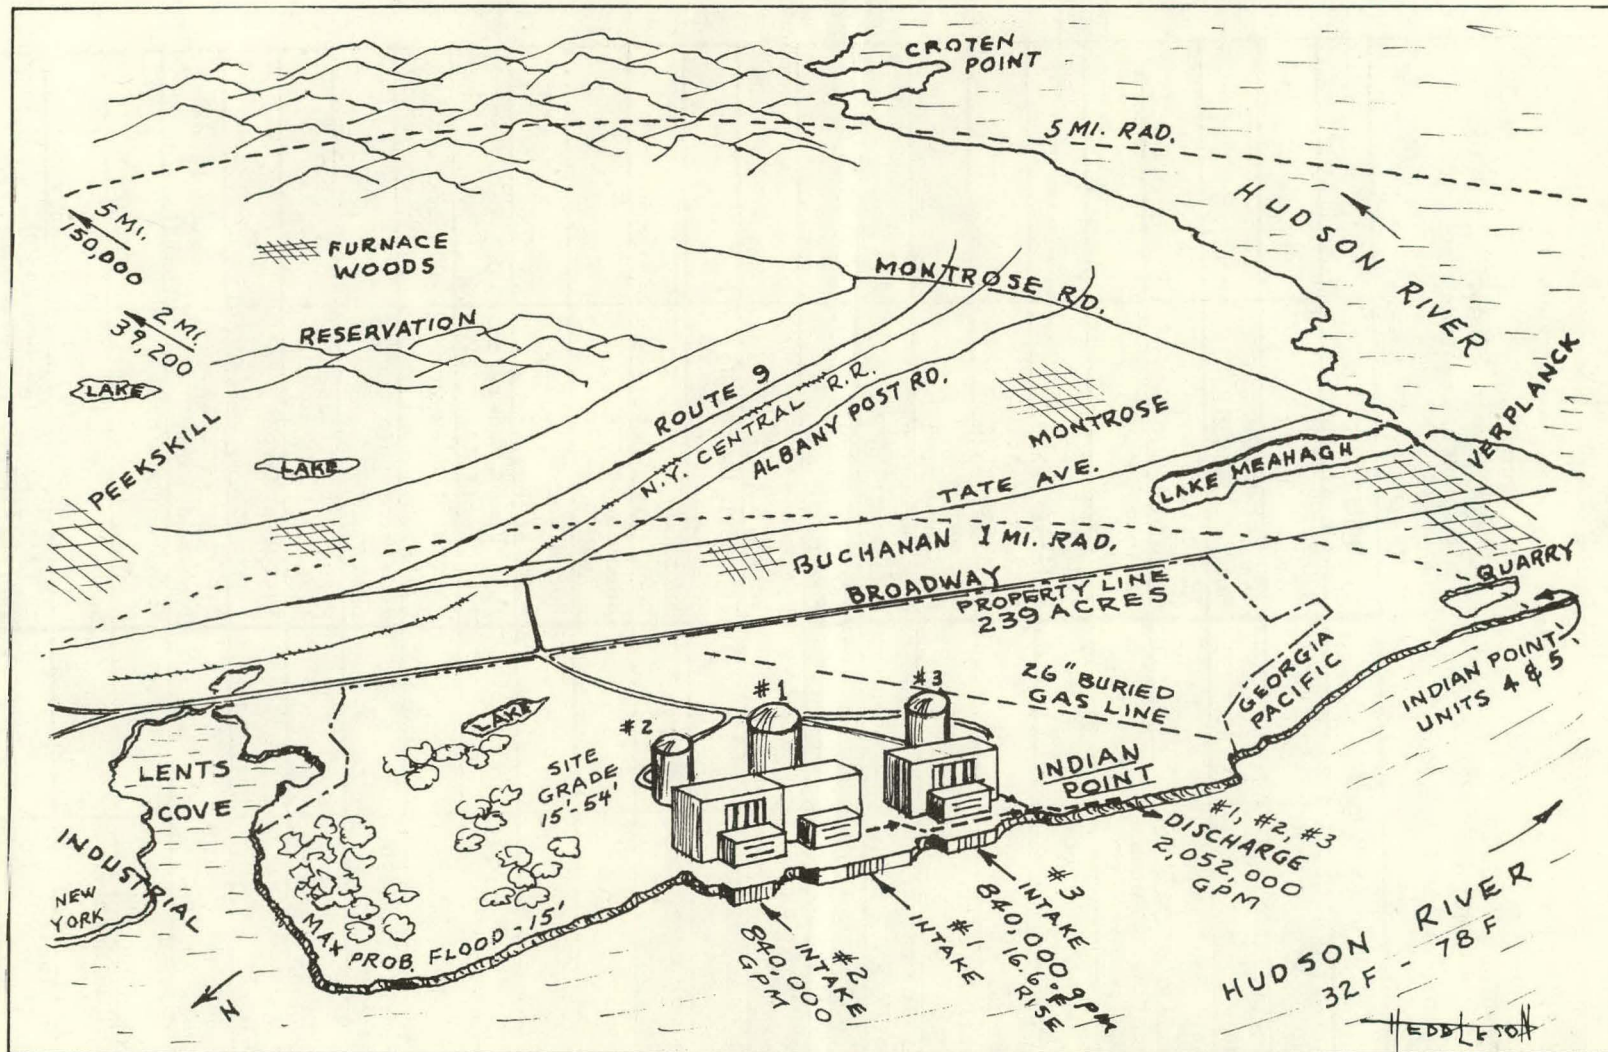 CROTEN
POINT
5 MI. RAD.
HUDSON RIVER
5 MI.
150,000
FURNACE
WOODS
2 MI.
39,200
RESERVATION
MONTROSE RD.
LAKE
PEEKSKILL
LAKE
ROUTE 9
N.Y. CENTRAL R.R.
ALBANY POST RD.
MONTROSE
VERPLANCK
TATE AVE.
LAKE MEAHAGH
BUCHANAN
1 MI. RAD.
BROADWAY
PROPERTY LINE
239 ACRES
QUARRY
GEORGIA
PACIFIC
INDIAN POINT
UNITS 4 & 5
26" BURIED
GAS LINE
#1
#3
#2
LAKE
SITE
GRADE
15'-54'
INDIAN
POINT
LENTS
COVE
INDUSTRIAL
NEW
YORK
MAX PROB. FLOOD - 15'
#1, #2, #3
DISCHARGE
2,052,000
GPM
#3
INTAKE
840,000 gPM
16.6°F
RISE
#1
INTAKE
#2
INTAKE
840,000
GPM
HUDSON RIVER
32F - 78F
N
HEDDLESON